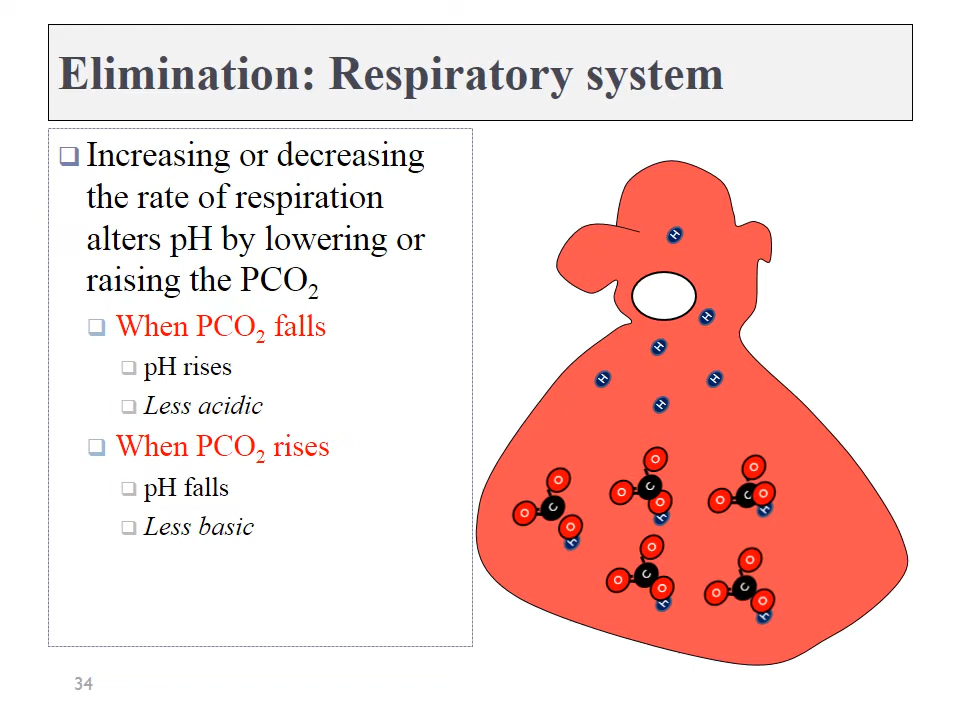 Elimination: Respiratory system
Increasing or decreasing
the rate of respiration
alters pH by lowering or
raising the PCO₂
When PCO₂ falls
pH rises
Less acidic
When PCO₂ rises
pH falls
Less basic
H
H
H
H
H
H
O
C
O
O
H
O
C
O
O
H
O
C
O
O
H
O
C
O
O
H
O
C
O
O
H
34